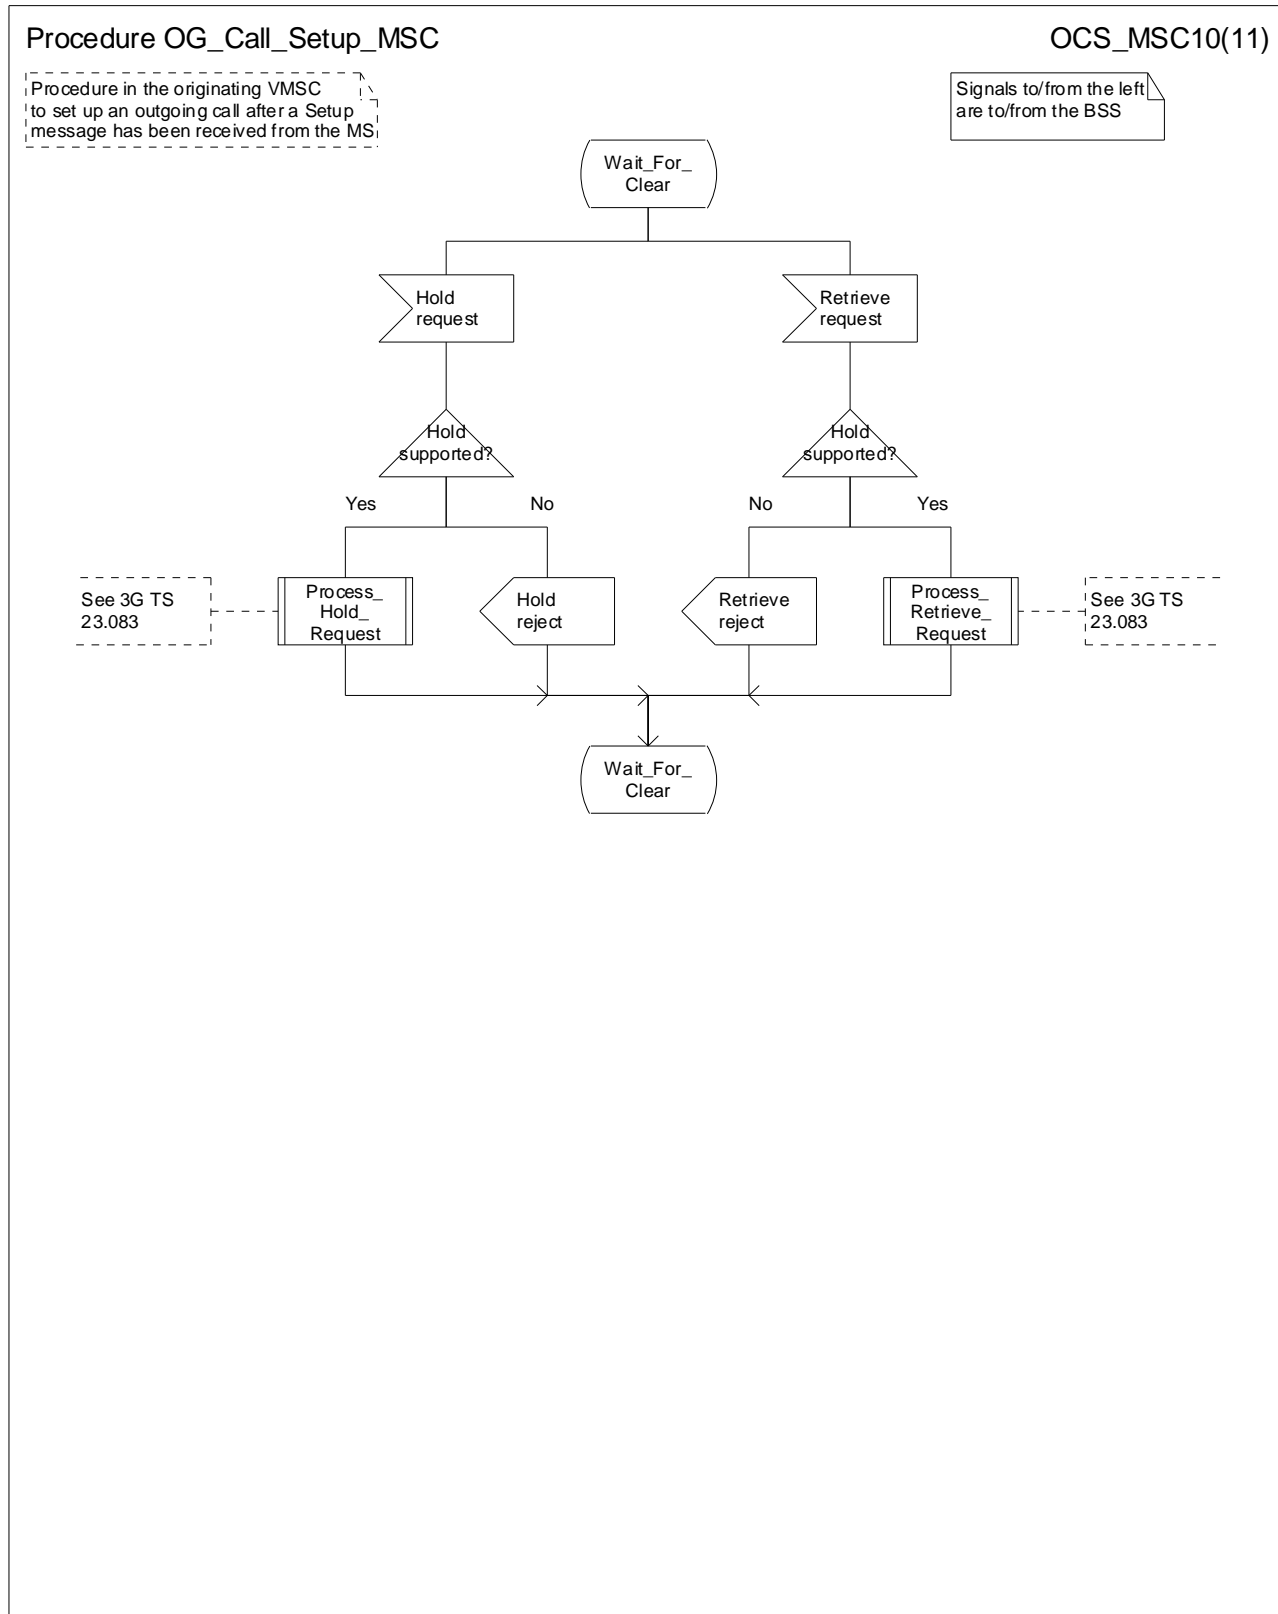 Procedure OG_Call_Setup_MSC
OCS_MSC10(11)
Procedure in the originating VMSC
to set up an outgoing call after a Setup
message has been received from the MS
Signals to/from the left
are to/from the BSS
Wait_For_
Clear
Hold
request
Retrieve
request
Hold
supported?
Hold
supported?
Yes
No
No
Yes
See 3G TS
23.083
Process_
Hold_
Request
Hold
reject
Retrieve
reject
Process_
Retrieve_
Request
See 3G TS
23.083
Wait_For_
Clear